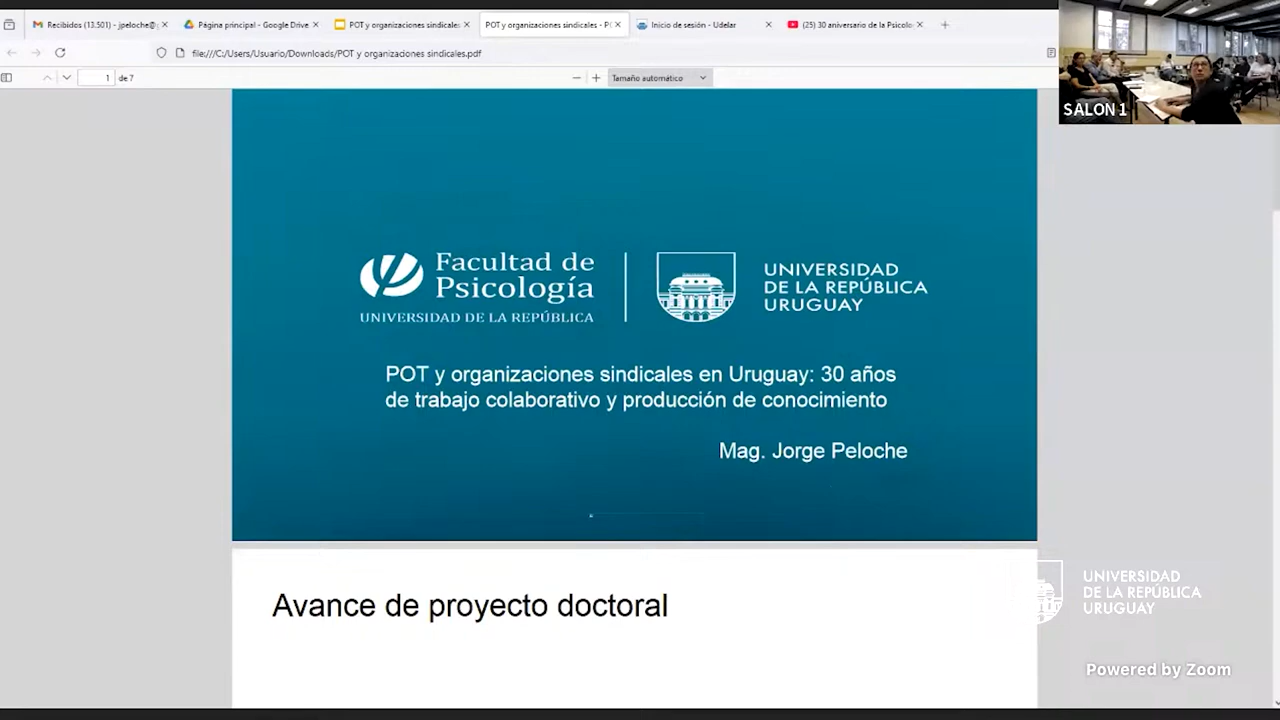 Recibidos (13.501) - jpeloche@
Página principal - Google Drive
POT y organizaciones sindicales
POT y organizaciones sindicales - P
Inicio de sesión - Udelar
(25) 30 aniversario de la Psicolo
file:///C:/Users/Usuario/Downloads/POT y organizaciones sindicales.pdf
1 de 7
Tamaño automático
SALON 1
Facultad de
Psicología
UNIVERSIDAD DE LA REPÚBLICA
UNIVERSIDAD
DE LA REPÚBLICA
URUGUAY
POT y organizaciones sindicales en Uruguay: 30 años
de trabajo colaborativo y producción de conocimiento
Mag. Jorge Peloche
Avance de proyecto doctoral
UNIVERSIDAD
DE LA REPÚBLICA
URUGUAY
Powered by Zoom